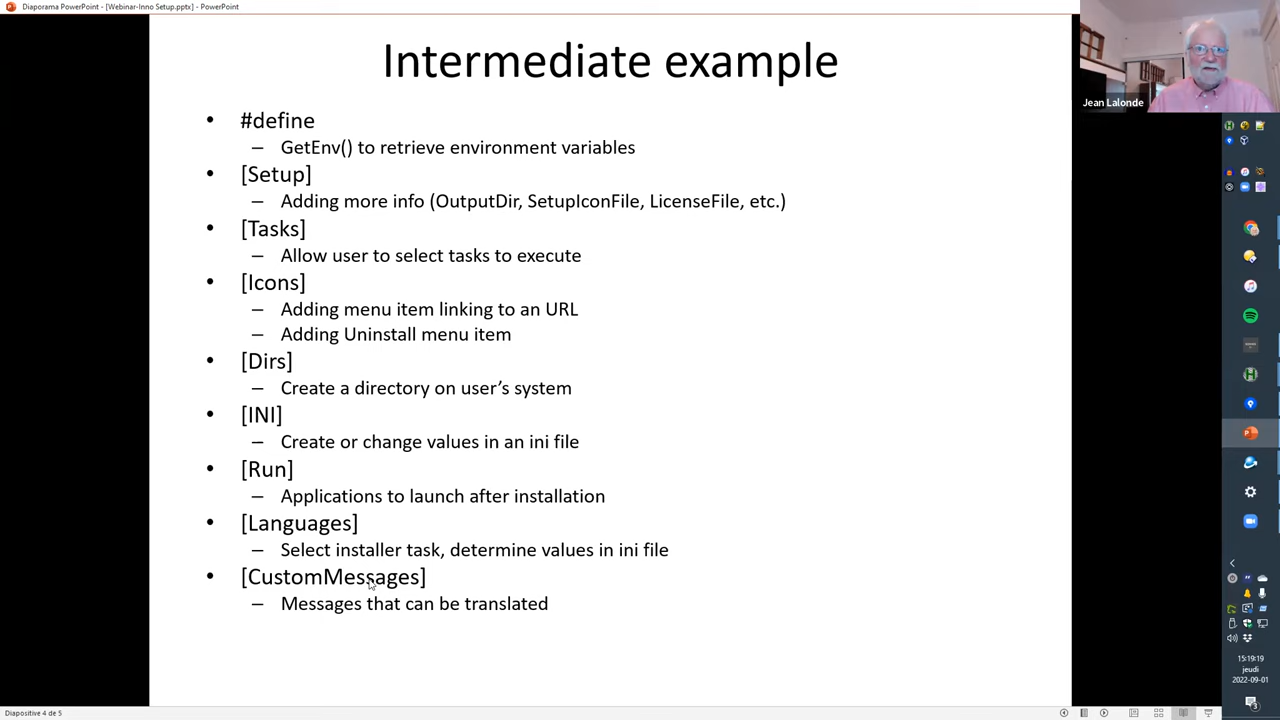 Diaporama PowerPoint - [Webinar-Inno Setup.pptx] - PowerPoint
Intermediate example
Jean Lalonde
• #define
– GetEnv() to retrieve environment variables
• [Setup]
– Adding more info (OutputDir, SetupIconFile, LicenseFile, etc.)
• [Tasks]
– Allow user to select tasks to execute
• [Icons]
– Adding menu item linking to an URL
– Adding Uninstall menu item
• [Dirs]
– Create a directory on user’s system
• [INI]
– Create or change values in an ini file
• [Run]
– Applications to launch after installation
• [Languages]
– Select installer task, determine values in ini file
• [CustomMessages]
– Messages that can be translated
15:19:19
jeudi
2022-09-01
Diapositive 4 de 5